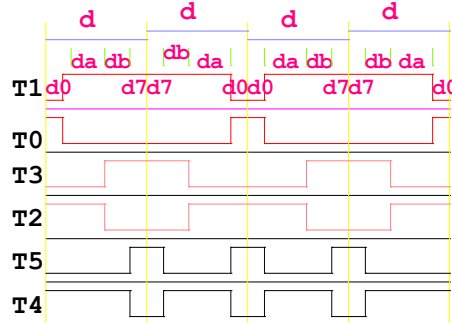 d d d d
da db db da da db db da
T1 d0 d7 d7 d0 d0 d7 d7 d0
T0
T3
T2
T5
T4